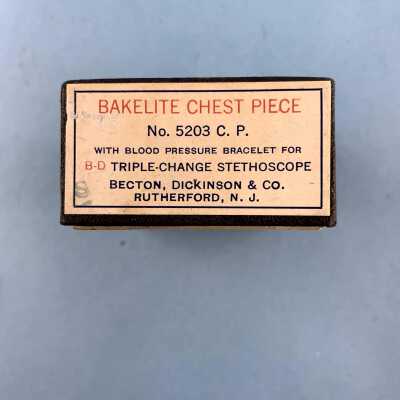 BAKELITE CHEST PIECE
No. 5203 C. P.
WITH BLOOD PRESSURE BRACELET FOR
B-D TRIPLE-CHANGE STETHOSCOPE
BECTON, DICKINSON & CO.
RUTHERFORD, N. J.